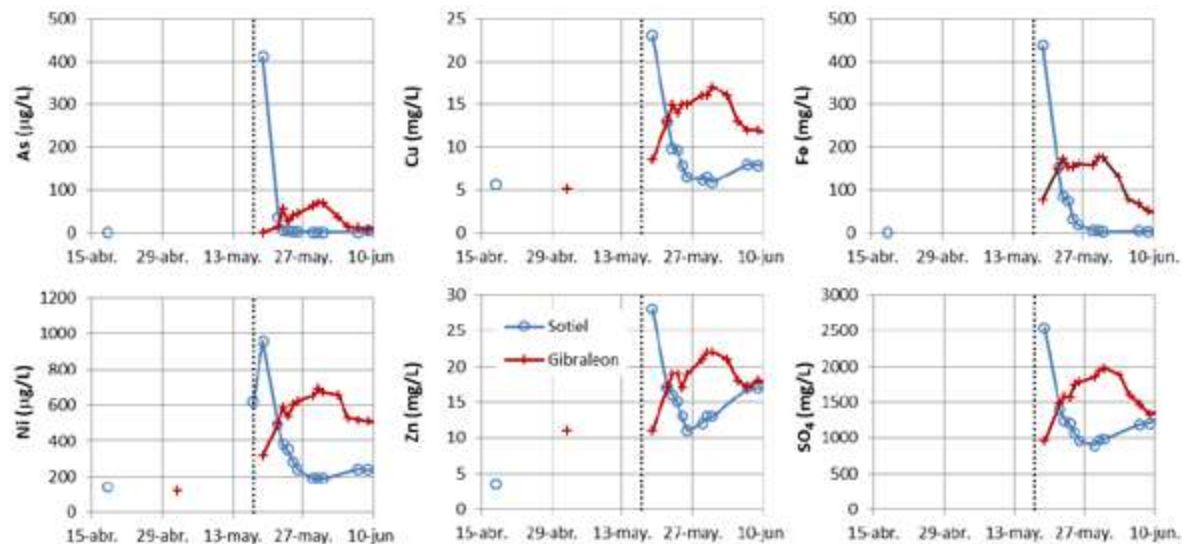 As (µg/L)
500
400
300
200
100
0
15-abr. 29-abr. 13-may. 27-may. 10-jun
Cu (mg/L)
25
20
15
10
5
0
15-abr. 29-abr. 13-may. 27-may. 10-jun.
Fe (mg/L)
500
400
300
200
100
0
15-abr. 29-abr. 13-may. 27-may. 10-jun.
Ni (µg/L)
1200
1000
800
600
400
200
0
15-abr. 29-abr. 13-may. 27-may. 10-jun
Zn (mg/L)
30
25
20
15
10
5
0
Sotiel
Gibraleon
15-abr. 29-abr. 13-may. 27-may. 10-jun.
SO4 (mg/L)
3000
2500
2000
1500
1000
500
0
15-abr. 29-abr. 13-may. 27-may. 10-jun.